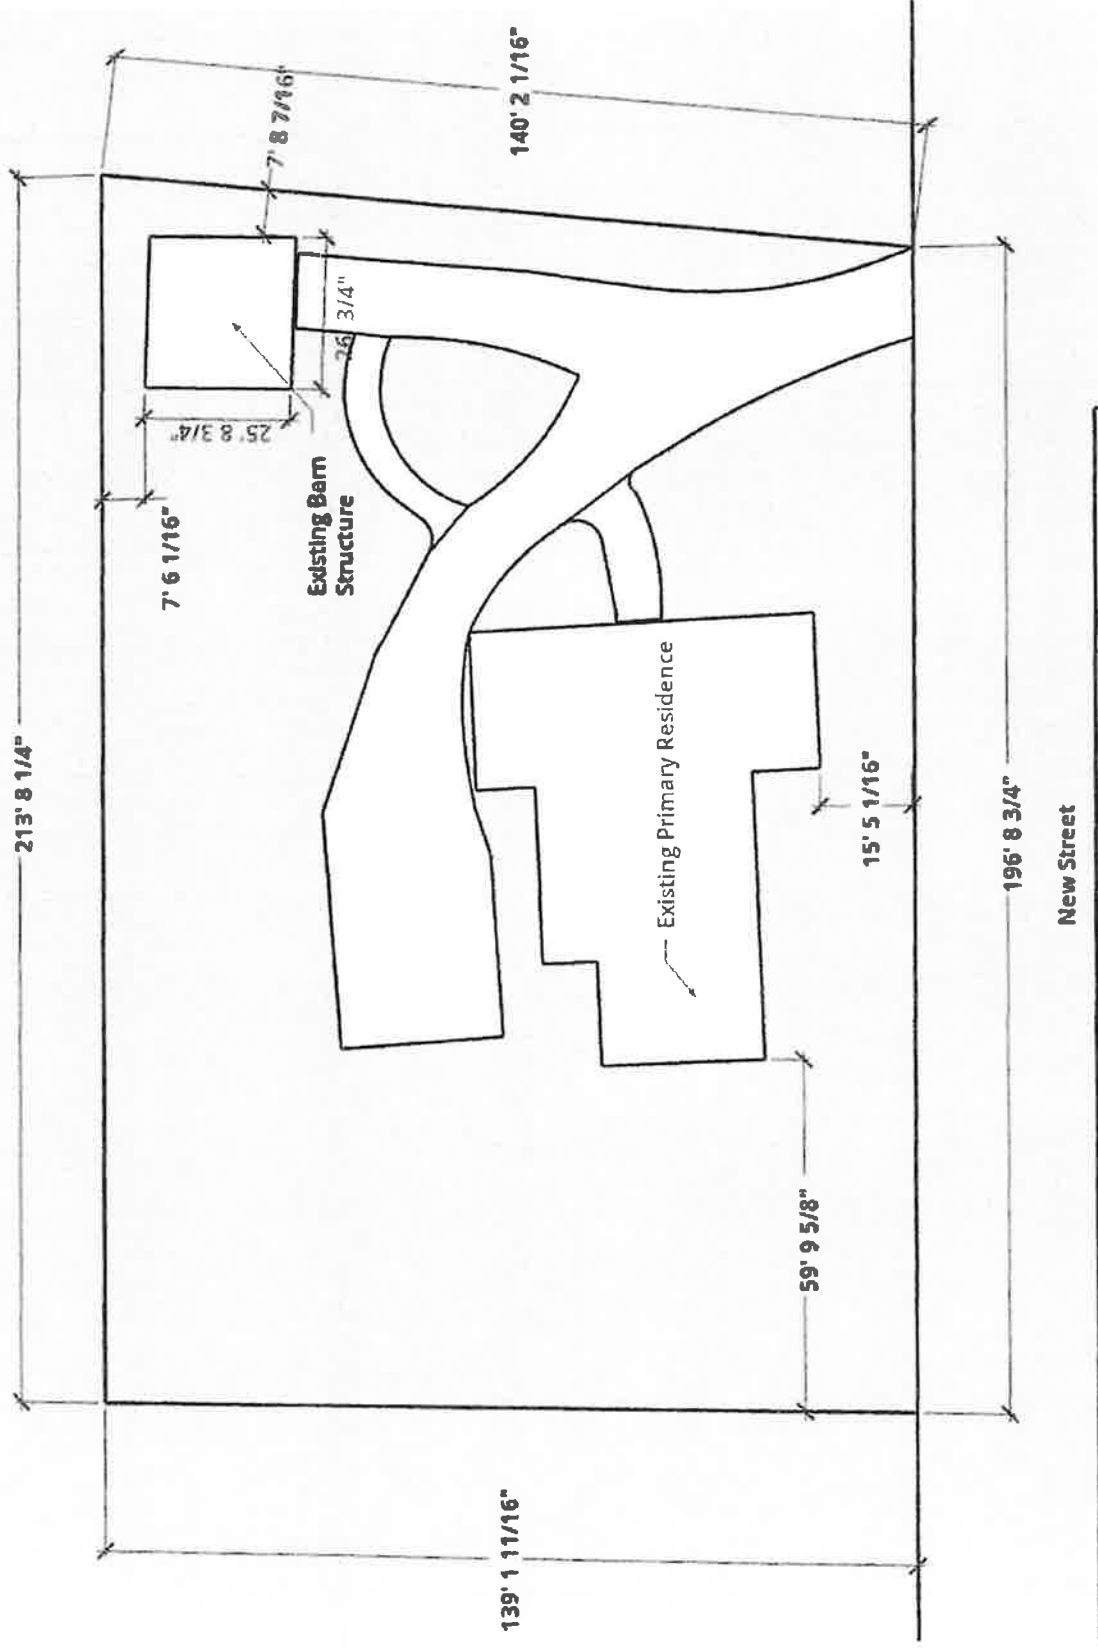 213' 8 1/4"
140' 2 1/16"
7' 8 7/16"
26' 3/4"
25' 8 3/4"
7' 6 1/16"
Existing Barn
Structure
Existing Primary Residence
15' 5 1/16"
59' 9 5/8"
139' 1 11/16"
196' 8 3/4"
New Street